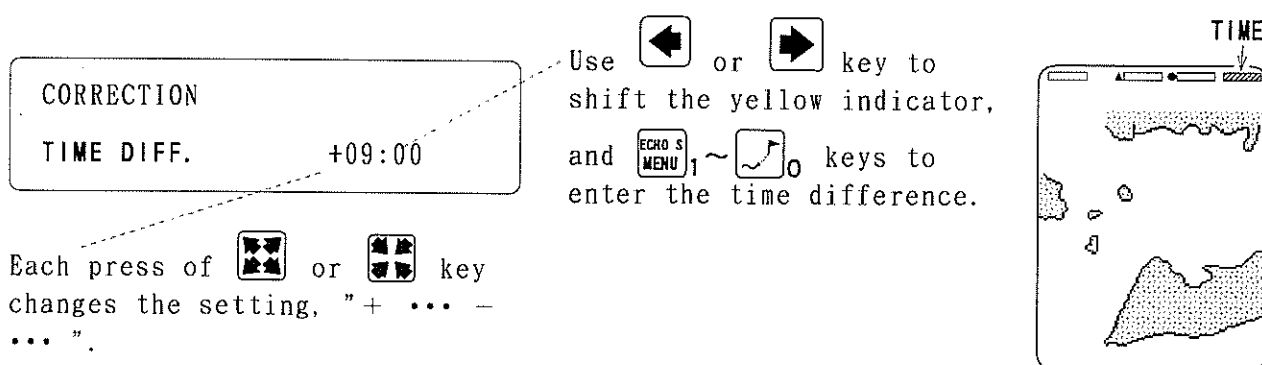 CORRECTION
TIME DIFF. +09:00
Use or key to
shift the yellow indicator,
and ECHO S MENU 1 ~ 0 keys to
enter the time difference.
Each press of or key
changes the setting, "+ ••• −
••• ".
TIME